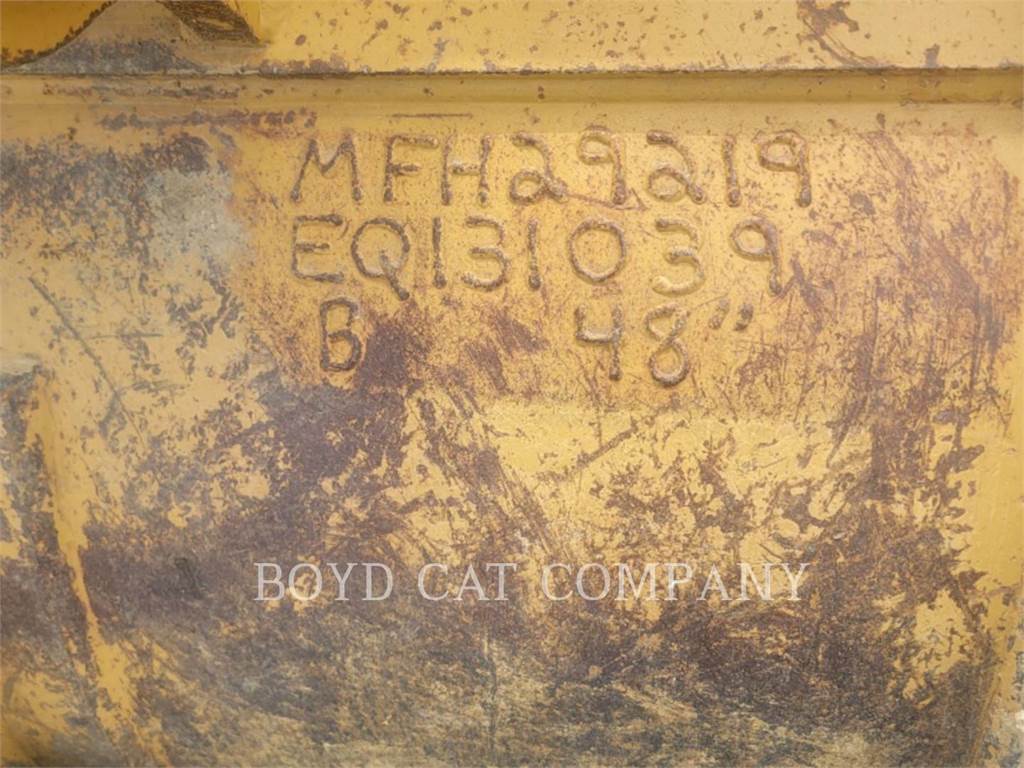 MFH29219
EQ131039
B 48"
BOYD CAT COMPANY